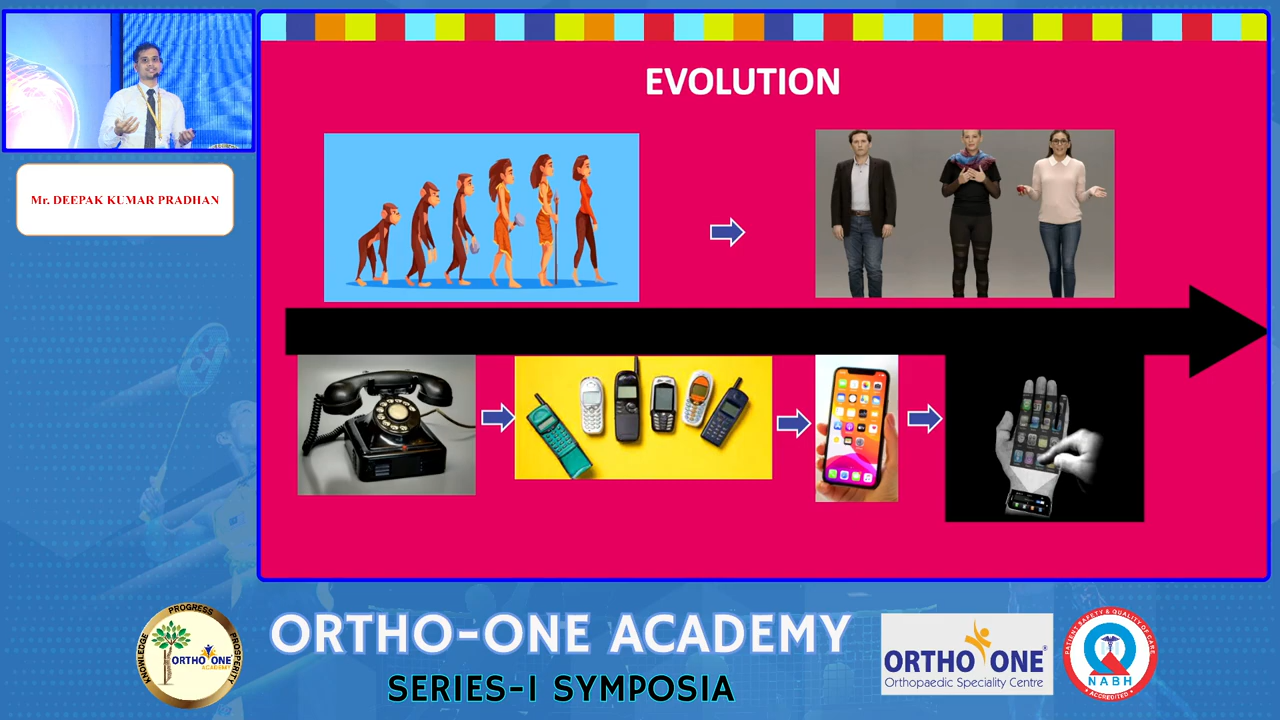 EVOLUTION
Mr. DEEPAK KUMAR PRADHAN
KNOWLEDGE
PROGRESS
PROSPERITY
ORTHO ONE
ACADEMY
ORTHO-ONE ACADEMY
SERIES-I SYMPOSIA
ORTHO ONE
Orthopaedic Speciality Centre
PATIENT SAFETY & QUALITY OF CARE
NABH
ACCREDITED